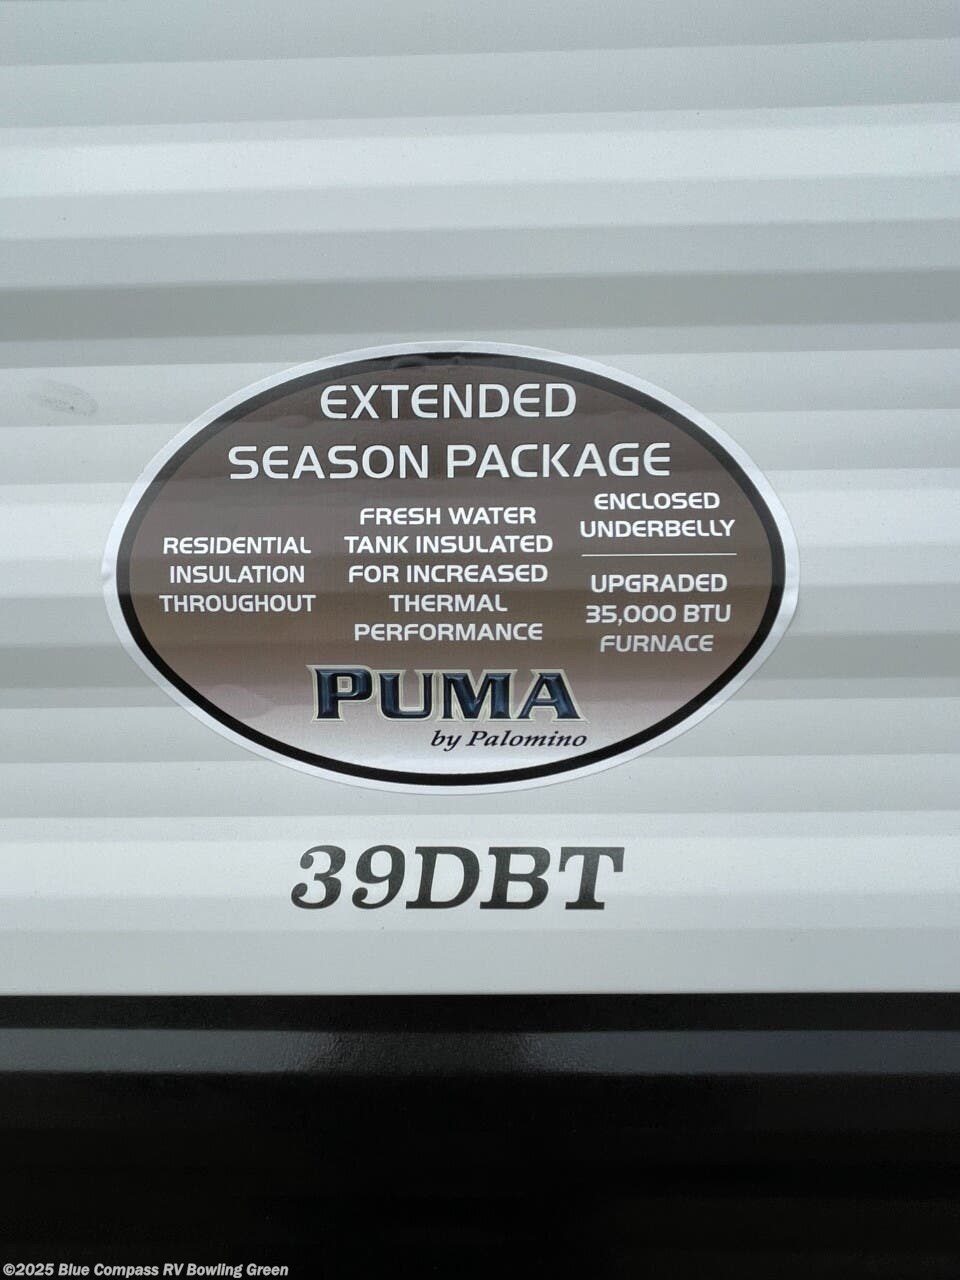 EXTENDED
SEASON PACKAGE
RESIDENTIAL
INSULATION
THROUGHOUT
FRESH WATER
TANK INSULATED
FOR INCREASED
THERMAL
PERFORMANCE
ENCLOSED
UNDERBELLY
UPGRADED
35,000 BTU
FURNACE
PUMA
by Palomino
39DBT
©2025 Blue Compass RV Bowling Green